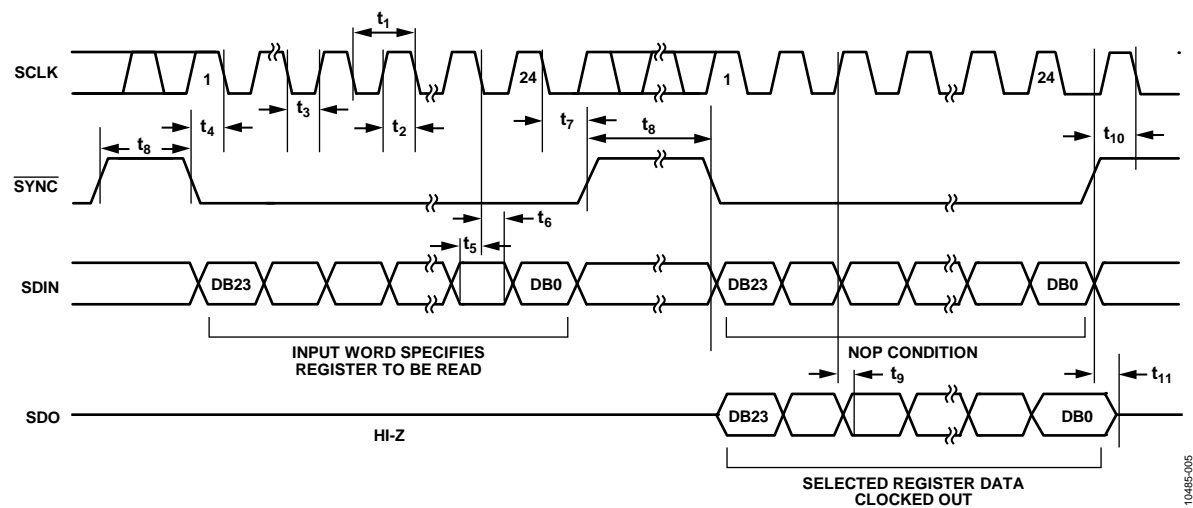 t1
SCLK
1
24
1
24
t3
t2
t4
t7
t8
t10
t8
SYNC
t6
t5
SDIN
DB23
DB0
DB23
DB0
INPUT WORD SPECIFIES
REGISTER TO BE READ
NOP CONDITION
t9
t11
SDO
DB23
DB0
HI-Z
SELECTED REGISTER DATA
CLOCKED OUT
10485-005